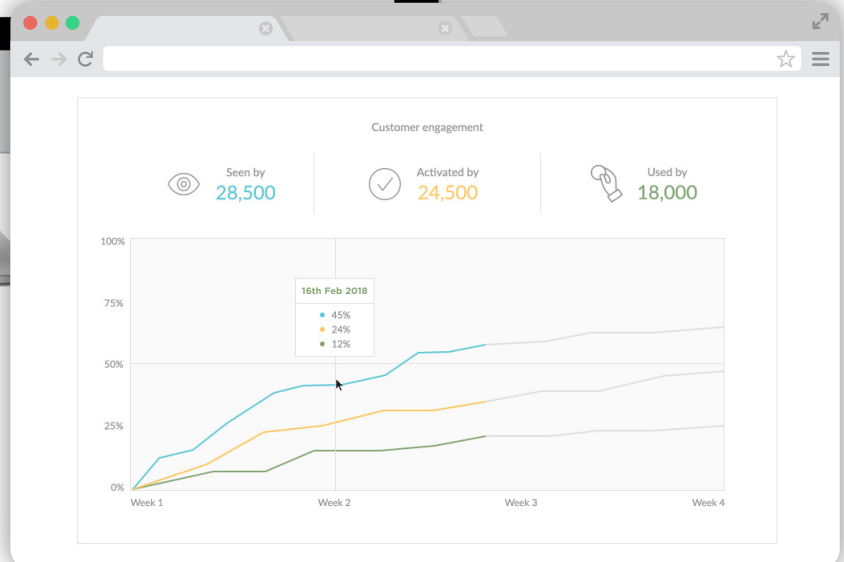 Customer engagement
Seen by
28,500
Activated by
24,500
Used by
18,000
100%
75%
50%
25%
0%
16th Feb 2018
45%
24%
12%
Week 1
Week 2
Week 3
Week 4